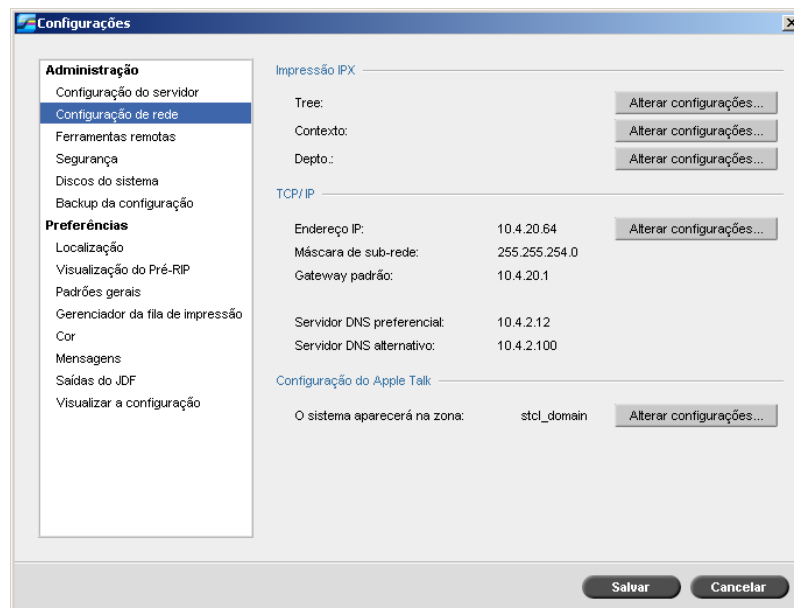 Configurações
Administração
Configuração do servidor
Configuração de rede
Ferramentas remotas
Segurança
Discos do sistema
Backup da configuração
Preferências
Localização
Visualização do Pré-RIP
Padrões gerais
Gerenciador da fila de impressão
Cor
Mensagens
Saídas do JDF
Visualizar a configuração
Impressão IPX
Tree: Alterar configurações...
Contexto: Alterar configurações...
Depto.: Alterar configurações...
TCP/IP
Endereço IP: 10.4.20.64 Alterar configurações...
Máscara de sub-rede: 255.255.254.0
Gateway padrão: 10.4.20.1
Servidor DNS preferencial: 10.4.2.12
Servidor DNS alternativo: 10.4.2.100
Configuração do Apple Talk
O sistema aparecerá na zona: stcl_domain Alterar configurações...
Salvar Cancelar